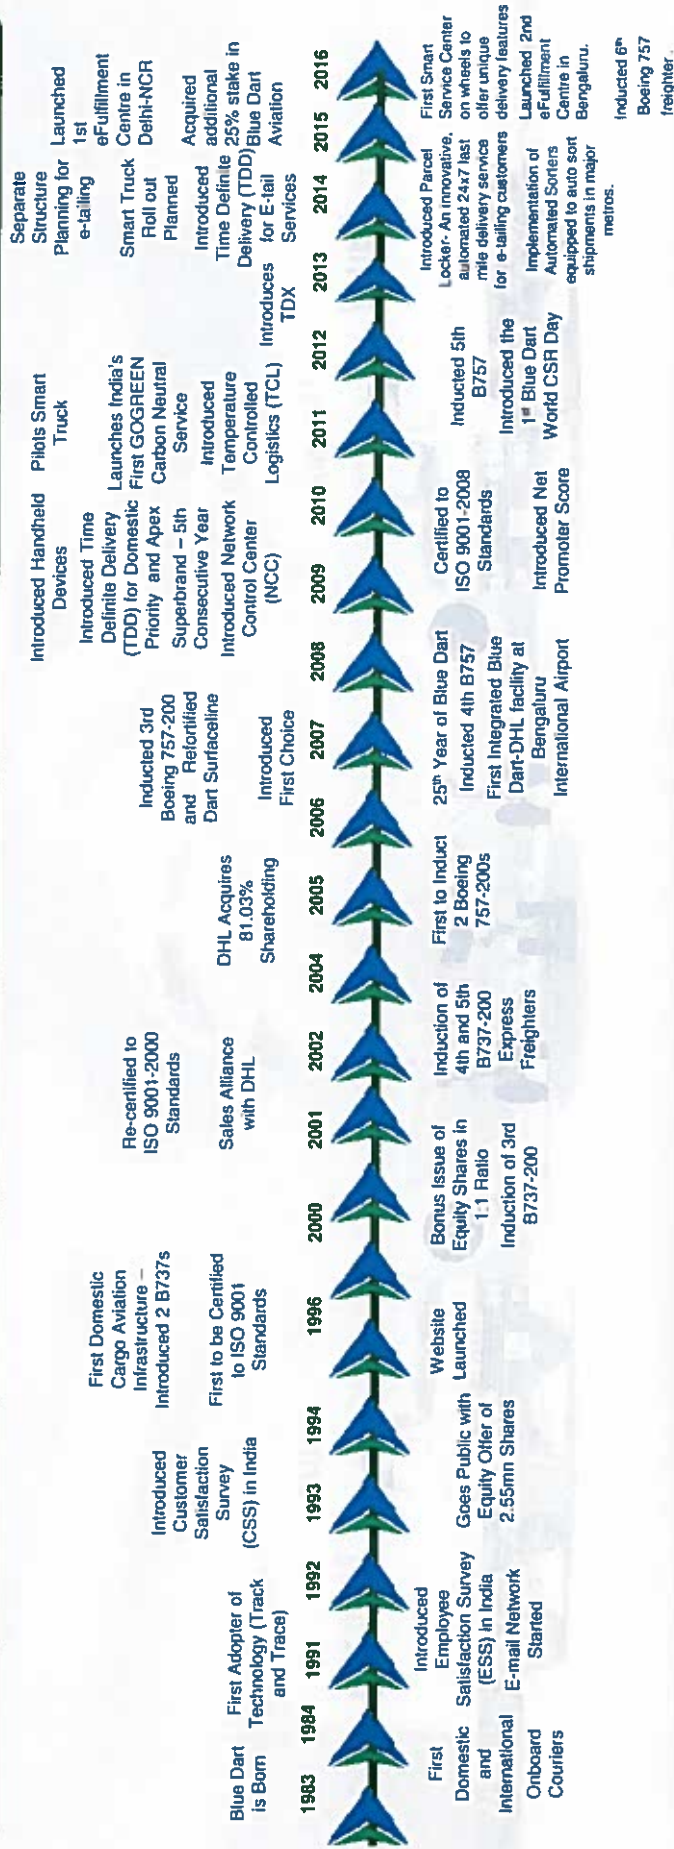 Blue Dart
is Born
First Adopter of
Technology (Track
and Trace)
Introduced
Customer
Satisfaction
Survey
(CSS) in India
First Domestic
Cargo Aviation
Infrastructure –
Introduced 2 B737s
First to be Certified
to ISO 9001
Standards
Re-certified to
ISO 9001-2000
Standards
Sales Alliance
with DHL
DHL Acquires
81.03%
Shareholding
Inducted 3rd
Boeing 757-200
and Refortified
Dart Surfaceline
Introduced
First Choice
Introduced Handheld
Devices
Introduced Time
Definite Delivery
(TDD) for Domestic
Priority and Apex
Superbrand – 5th
Consecutive Year
Introduced Network
Control Center
(NCC)
Pilots Smart
Truck
Launches India's
First GOGREEN
Carbon Neutral
Service
Introduced
Temperature
Controlled
Logistics (TCL)
Introduces
TDX
Separate
Structure
Planning for
e-tailing
Smart Truck
Roll out
Planned
Introduced
Time Definite
Delivery (TDD)
for E-tail
Services
Launched
1st
eFulfillment
Centre in
Delhi-NCR
Acquired
additional
25% stake in
Blue Dart
Aviation
1983 1984 1991 1992 1993 1994 1996 2000 2001 2002 2004 2005 2006 2007 2008 2009 2010 2011 2012 2013 2014 2015 2016
First
Domestic
and
International
Onboard
Couriers
Introduced
Employee
Satisfaction Survey
(ESS) in India
E-mail Network
Started
Goes Public with
Equity Offer of
2.55mn Shares
Website
Launched
Bonus Issue of
Equity Shares in
1:1 Ratio
Induction of 3rd
B737-200
Induction of
4th and 5th
B737-200
Express
Freighters
First to Induct
2 Boeing
757-200s
25th Year of Blue Dart
Inducted 4th B757
First Integrated Blue
Dart-DHL facility at
Bengaluru
International Airport
Certified to
ISO 9001-2008
Standards
Introduced Net
Promoter Score
Inducted 5th
B757
Introduced the
1st Blue Dart
World CSR Day
Introduced Parcel
Locker- An innovative,
automated 24x7 last
mile delivery service
for e-tailing customers
Implementation of
Automated Sorters
equipped to auto sort
shipments in major
metros.
First Smart
Service Center
on wheels to
offer unique
delivery features
Launched 2nd
eFulfillment
Centre in
Bengaluru.
Inducted 6th
Boeing 757
freighter.